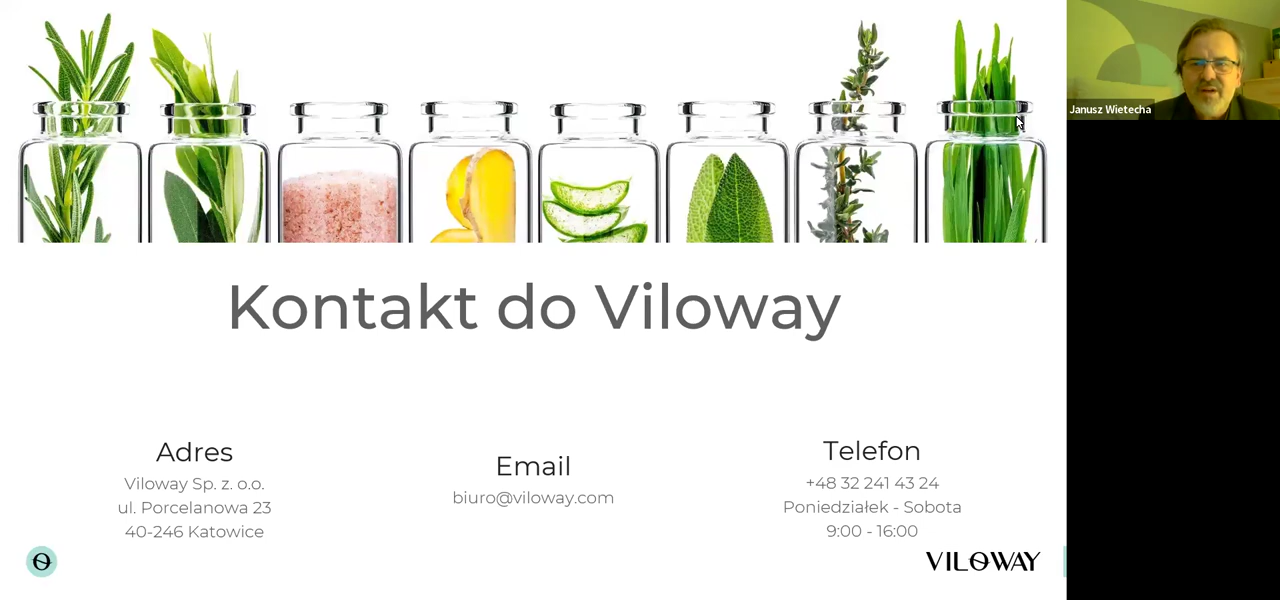 Janusz Wietecha
Kontakt do Viloway
Adres
Viloway Sp. z. o.o.
ul. Porcelanowa 23
40-246 Katowice
Email
biuro@viloway.com
Telefon
+48 32 241 43 24
Poniedziałek - Sobota
9:00 - 16:00
VILOWAY